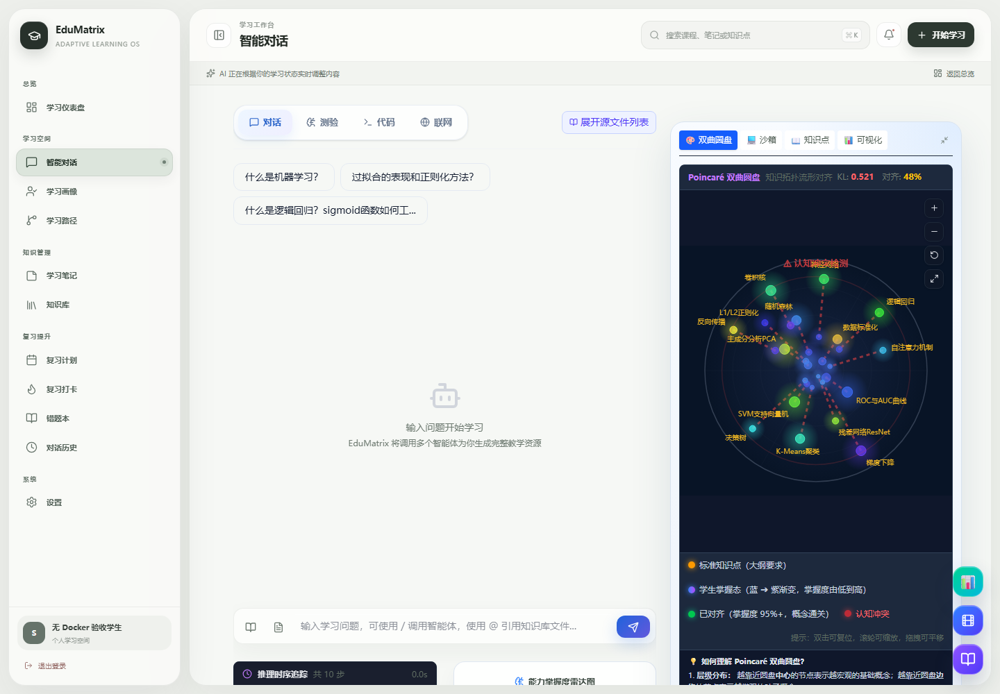 EduMatrix
ADAPTIVE LEARNING OS
总览
学习仪表盘
学习空间
智能对话
学习画像
学习路径
知识管理
学习笔记
知识库
复习提升
复习计划
复习打卡
错题本
对话历史
系统
设置
S
无 Docker 验收学生
个人学习空间
退出登录
学习工作台
智能对话
搜索课程、笔记或知识点
⌘K
开始学习
AI 正在根据你的学习状态实时调整内容
返回总览
对话
测验
代码
联网
展开源文件列表
什么是机器学习？
过拟合的表现和正则化方法？
什么是逻辑回归？sigmoid函数如何工...
输入问题开始学习
EduMatrix 将调用多个智能体为你生成完整教学资源
输入学习问题，可使用 / 调用智能体，使用 @ 引用知识库文件...
推理时序追踪 共 10 步 0.0s
能力掌握度雷达图
双曲圆盘
沙箱
知识点
可视化
Poincaré 双曲圆盘 知识拓扑流形对齐 KL: 0.521 对齐: 48%
神经网络
卷积核
逻辑回归
随机森林
L1/L2正则化
反向传播
数据标准化
主成分分析PCA
自注意力机制
ROC与AUC曲线
SVM支持向量机
残差网络ResNet
决策树
K-Means聚类
梯度下降
标准知识点（大纲要求）
学生掌握态（蓝 → 紫渐变，掌握度由低到高）
已对齐（掌握度 95%+，概念通关）
认知冲突
提示：双击可复位，滚轮可缩放，拖拽可平移
如何理解 Poincaré 双曲圆盘?
1. 层级分布： 越靠近圆盘中心的节点表示越宏观的基础概念；越靠近圆盘边